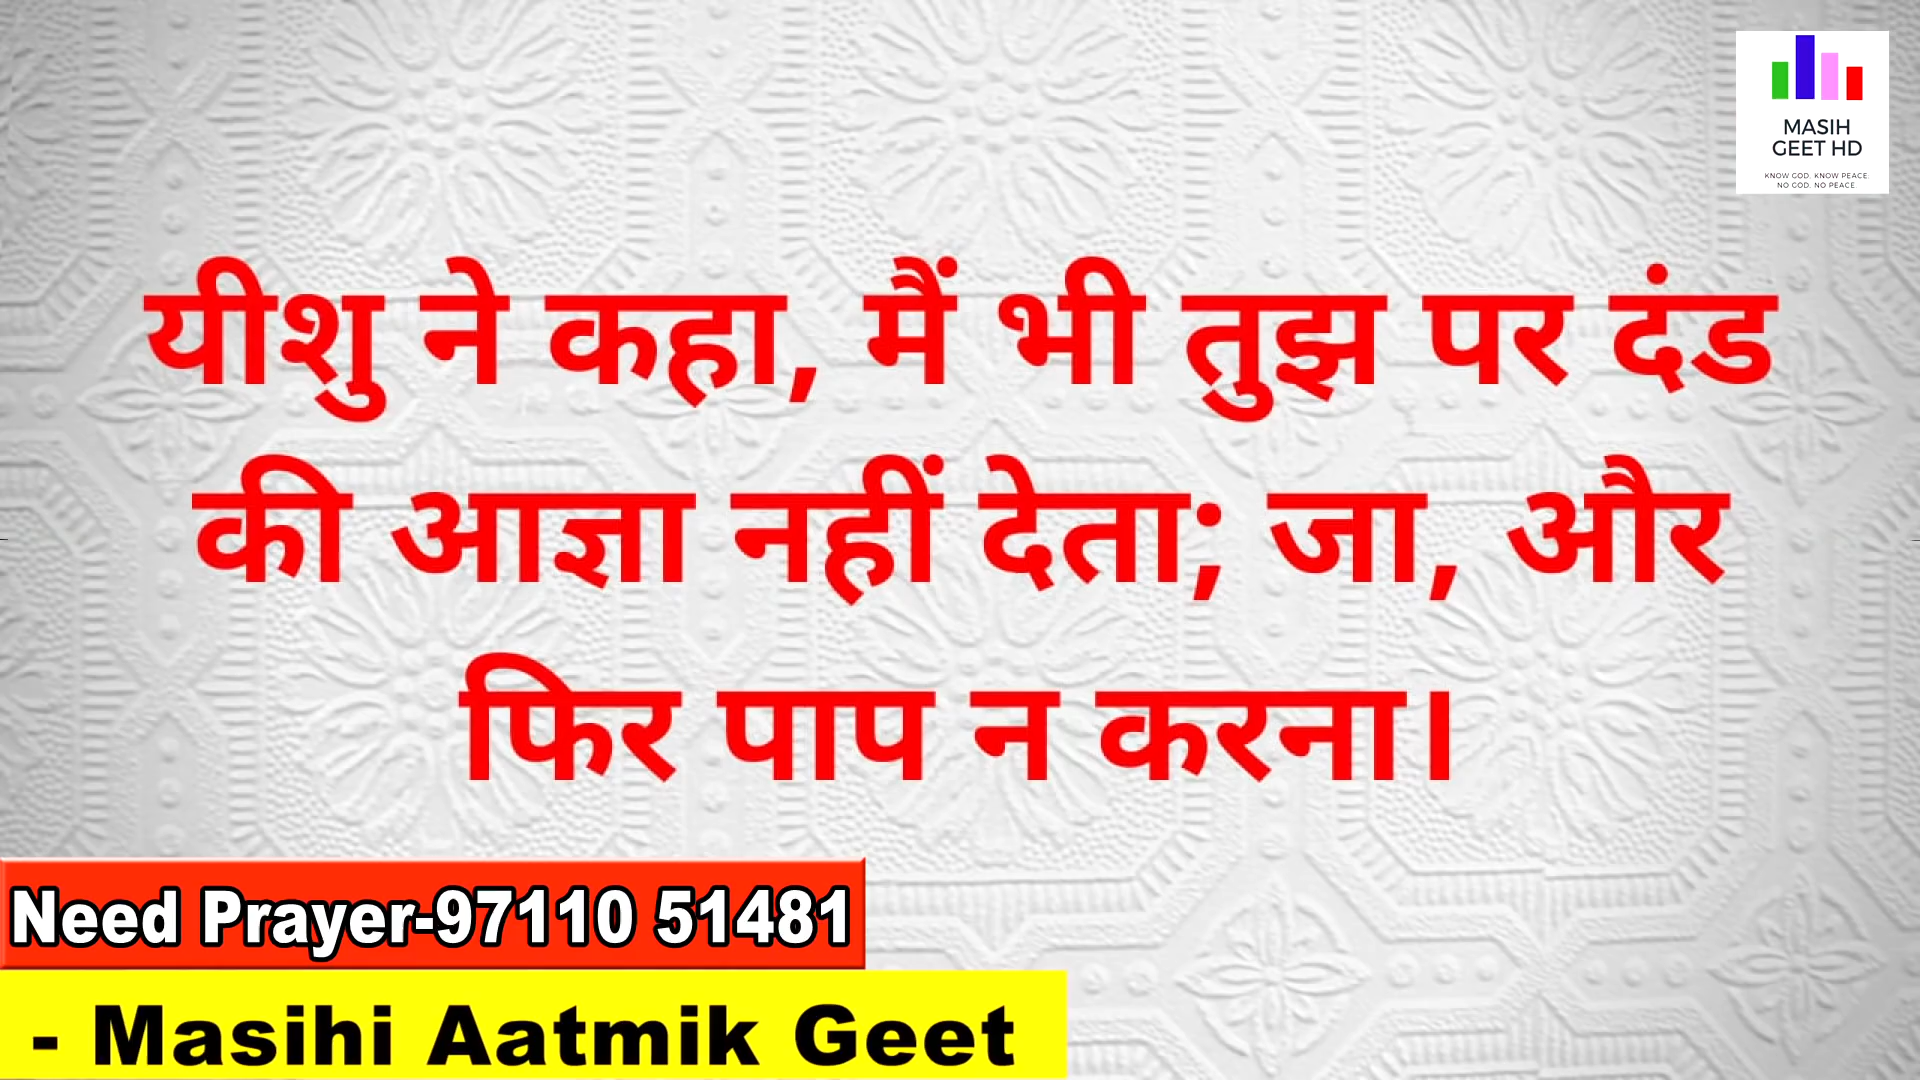 MASIH
GEET HD
KNOW GOD. KNOW PEACE.
NO GOD. NO PEACE.
यीशु ने कहा, मैं भी तुझ पर दंड
की आज्ञा नहीं देता; जा, और
फिर पाप न करना।
Need Prayer-97110 51481
- Masihi Aatmik Geet